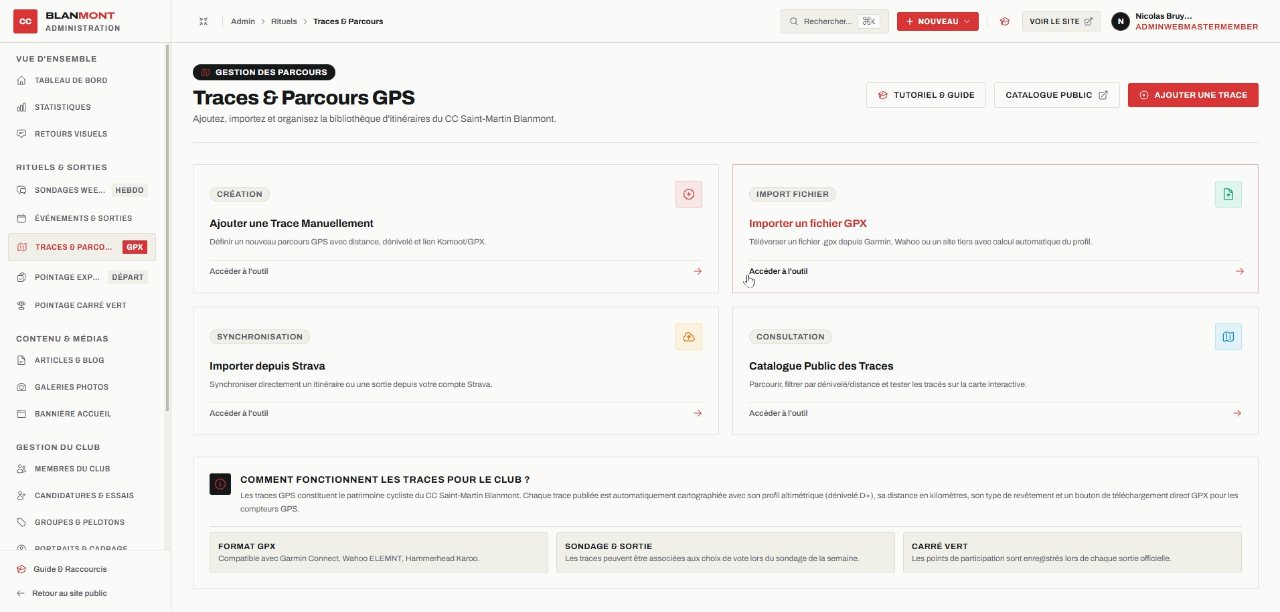 CC
BLANMONT
ADMINISTRATION
Admin > Rituels > Traces & Parcours
Rechercher... ⌘K
+ NOUVEAU
VOIR LE SITE
N
Nicolas Bruy...
ADMINWEBMASTERMEMBER
VUE D'ENSEMBLE
TABLEAU DE BORD
STATISTIQUES
RETOURS VISUELS
RITUELS & SORTIES
SONDAGES WEE... HEBDO
ÉVÉNEMENTS & SORTIES
TRACES & PARCO... GPX
POINTAGE EXP... DÉPART
POINTAGE CARRÉ VERT
CONTENU & MÉDIAS
ARTICLES & BLOG
GALERIES PHOTOS
BANNIÈRE ACCUEIL
GESTION DU CLUB
MEMBRES DU CLUB
CANDIDATURES & ESSAIS
GROUPES & PELOTONS
PORTRAITS & CADRAGE
Guide & Raccourcis
Retour au site public
GESTION DES PARCOURS
Traces & Parcours GPS
Ajoutez, importez et organisez la bibliothèque d'itinéraires du CC Saint-Martin Blanmont.
TUTORIEL & GUIDE
CATALOGUE PUBLIC
AJOUTER UNE TRACE
CRÉATION
Ajouter une Trace Manuellement
Définir un nouveau parcours GPS avec distance, dénivelé et lien Komoot/GPX.
Accéder à l'outil
IMPORT FICHIER
Importer un fichier GPX
Téléverser un fichier .gpx depuis Garmin, Wahoo ou un site tiers avec calcul automatique du profil.
Accéder à l'outil
SYNCHRONISATION
Importer depuis Strava
Synchroniser directement un itinéraire ou une sortie depuis votre compte Strava.
Accéder à l'outil
CONSULTATION
Catalogue Public des Traces
Parcourir, filtrer par dénivelé/distance et tester les tracés sur la carte interactive.
Accéder à l'outil
COMMENT FONCTIONNENT LES TRACES POUR LE CLUB ?
Les traces GPS constituent le patrimoine cycliste du CC Saint-Martin Blanmont. Chaque trace publiée est automatiquement cartographiée avec son profil altimétrique (dénivelé D+), sa distance en kilomètres, son type de revêtement et un bouton de téléchargement direct GPX pour les
compteurs GPS.
FORMAT GPX
Compatible avec Garmin Connect, Wahoo ELEMNT, Hammerhead Karoo.
SONDAGE & SORTIE
Les traces peuvent être associées aux choix de vote lors du sondage de la semaine.
CARRÉ VERT
Les points de participation sont enregistrés lors de chaque sortie officielle.